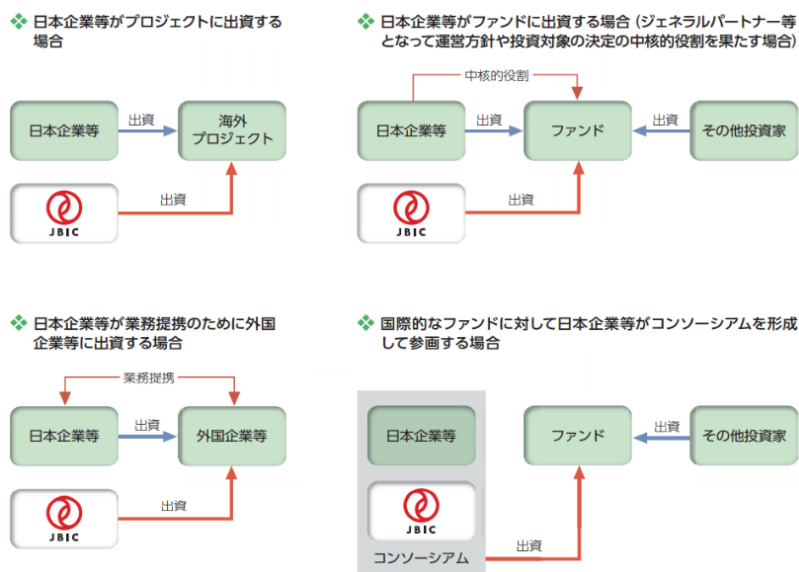 日本企業等がプロジェクトに出資する
場合
日本企業等
出資
海外
プロジェクト
JBIC
出資
日本企業等がファンドに出資する場合（ジェネラルパートナー等
となって運営方針や投資対象の決定の中核的役割を果たす場合）
中核的役割
日本企業等
出資
ファンド
出資
その他投資家
JBIC
出資
日本企業等が業務提携のために外国
企業等に出資する場合
業務提携
日本企業等
出資
外国企業等
JBIC
出資
国際的なファンドに対して日本企業等がコンソーシアムを形成
して参画する場合
日本企業等
ファンド
出資
その他投資家
JBIC
コンソーシアム
出資